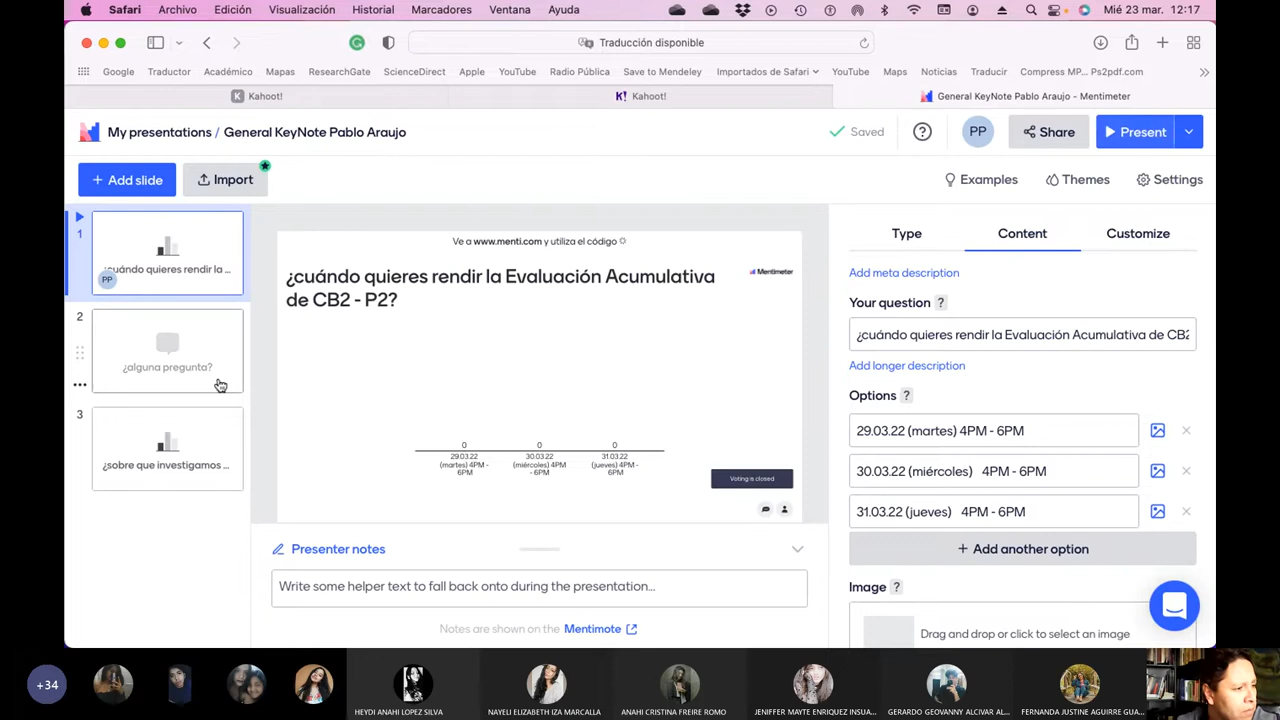 Safari Archivo Edición Visualización Historial Marcadores Ventana Ayuda Mié 23 mar. 12:17
Traducción disponible
Google Traductor Académico Mapas ResearchGate ScienceDirect Apple YouTube Radio Pública Save to Mendeley Importados de Safari YouTube Maps Noticias Traducir Compress MP... Ps2pdf.com
Kahoot! K! Kahoot! General KeyNote Pablo Araujo - Mentimeter
My presentations / General KeyNote Pablo Araujo Saved ? PP Share Present
+ Add slide Import Examples Themes Settings
1
¿cuándo quieres rendir la ...
PP
2
¿alguna pregunta?
3
¿sobre que investigamos ...
Ve a www.menti.com y utiliza el código
¿cuándo quieres rendir la Evaluación Acumulativa
de CB2 - P2?
Mentimeter
0 0 0
29.03.22 30.03.22 31.03.22
(martes) 4PM - (miércoles) 4PM (jueves) 4PM -
6PM - 6PM 6PM
Voting is closed
Presenter notes
Write some helper text to fall back onto during the presentation...
Notes are shown on the Mentimote
Type Content Customize
Add meta description
Your question ?
¿cuándo quieres rendir la Evaluación Acumulativa de CB2
Add longer description
Options ?
29.03.22 (martes) 4PM - 6PM
30.03.22 (miércoles) 4PM - 6PM
31.03.22 (jueves) 4PM - 6PM
+ Add another option
Image ?
Drag and drop or click to select an image
+34
HEYDI ANAHI LOPEZ SILVA NAYELI ELIZABETH IZA MARCALLA ANAHI CRISTINA FREIRE ROMO JENIFFER MAYTE ENRIQUEZ INSUA... GERARDO GEOVANNY ALCIVAR AL... FERNANDA JUSTINE AGUIRRE GUA...